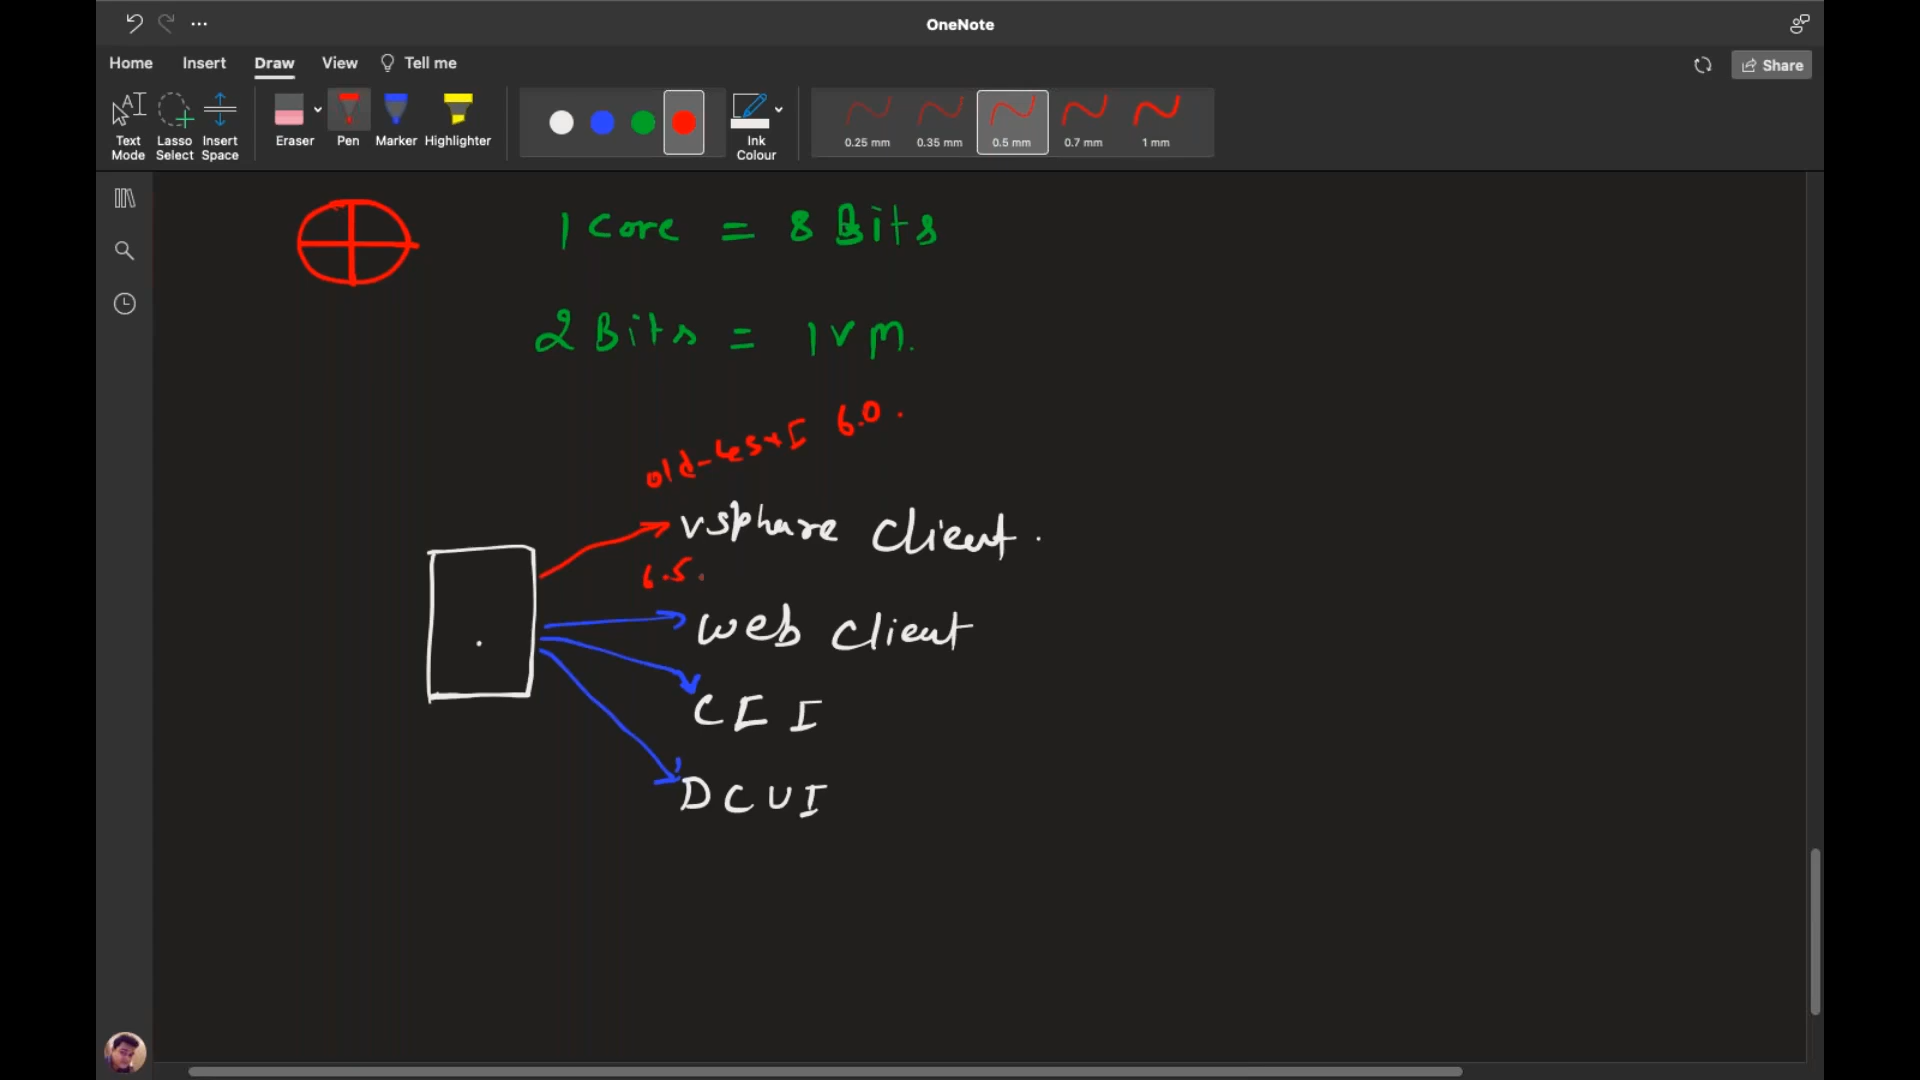 OneNote
Home Insert Draw View Tell me
Share
Text Mode
Lasso Select
Insert Space
Eraser
Pen
Marker
Highlighter
Ink Colour
0.25 mm
0.35 mm
0.5 mm
0.7 mm
1 mm
1 Core = 8 Bits
2 Bits = 1 VM.
old- 6.0.
vsphare client.
6.5.
web client
CLI
DCUI